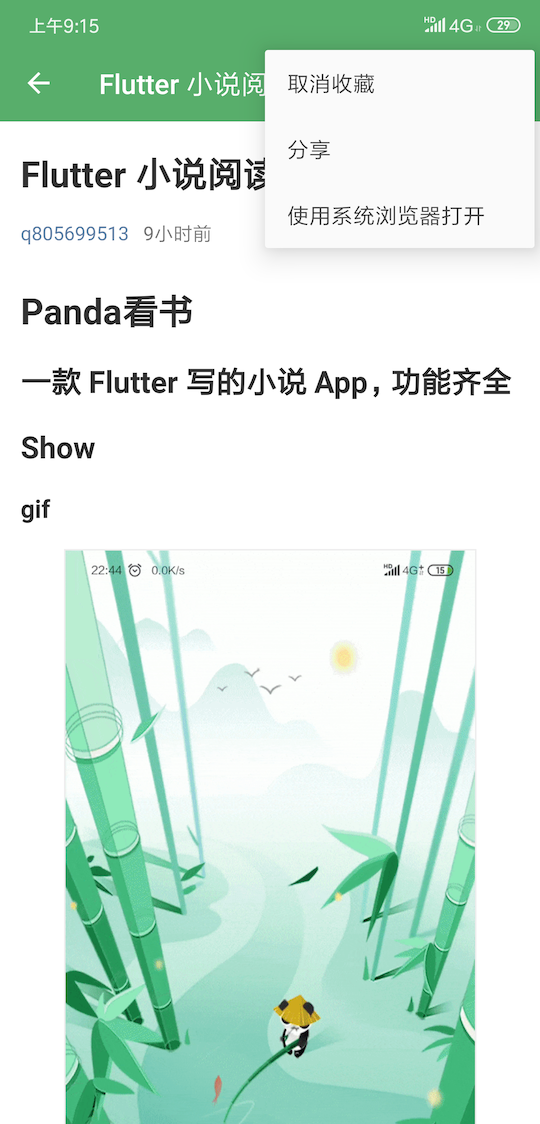 上午9:15
HD 4G 29
Flutter 小说阅
取消收藏
分享
使用系统浏览器打开
Flutter 小说阅
q805699513 9小时前
Panda看书
一款 Flutter 写的小说 App，功能齐全
Show
gif
22:44 0.0K/s HD 4G+ 15